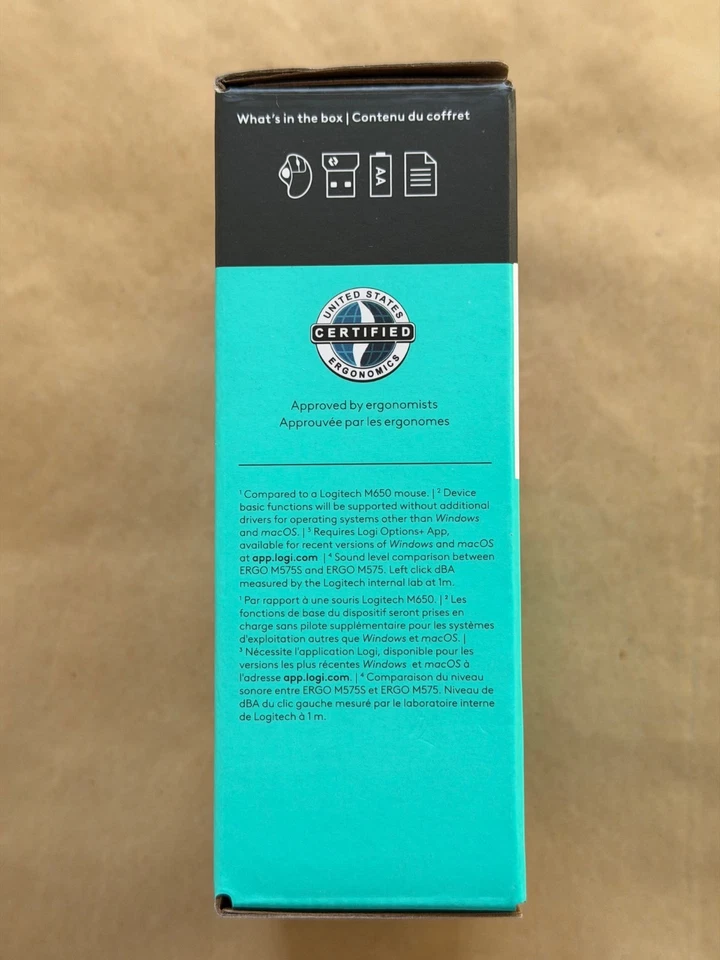 What's in the box | Contenu du coffret
AA
UNITED STATES
CERTIFIED
ERGONOMICS
Approved by ergonomists
Approuvée par les ergonomes
¹ Compared to a Logitech M650 mouse. | ² Device
basic functions will be supported without additional
drivers for operating systems other than Windows
and macOS. | ³ Requires Logi Options+ App,
available for recent versions of Windows and macOS
at app.logi.com | ⁴ Sound level comparison between
ERGO M575S and ERGO M575. Left click dBA
measured by the Logitech internal lab at 1m.
¹ Par rapport à une souris Logitech M650. | ² Les
fonctions de base du dispositif seront prises en
charge sans pilote supplémentaire pour les systèmes
d'exploitation autres que Windows et macOS. |
³ Nécessite l'application Logi, disponible pour les
versions les plus récentes Windows et macOS à
l'adresse app.logi.com. | ⁴ Comparaison du niveau
sonore entre ERGO M575S et ERGO M575. Niveau de
dBA du clic gauche mesuré par le laboratoire interne
de Logitech à 1 m.